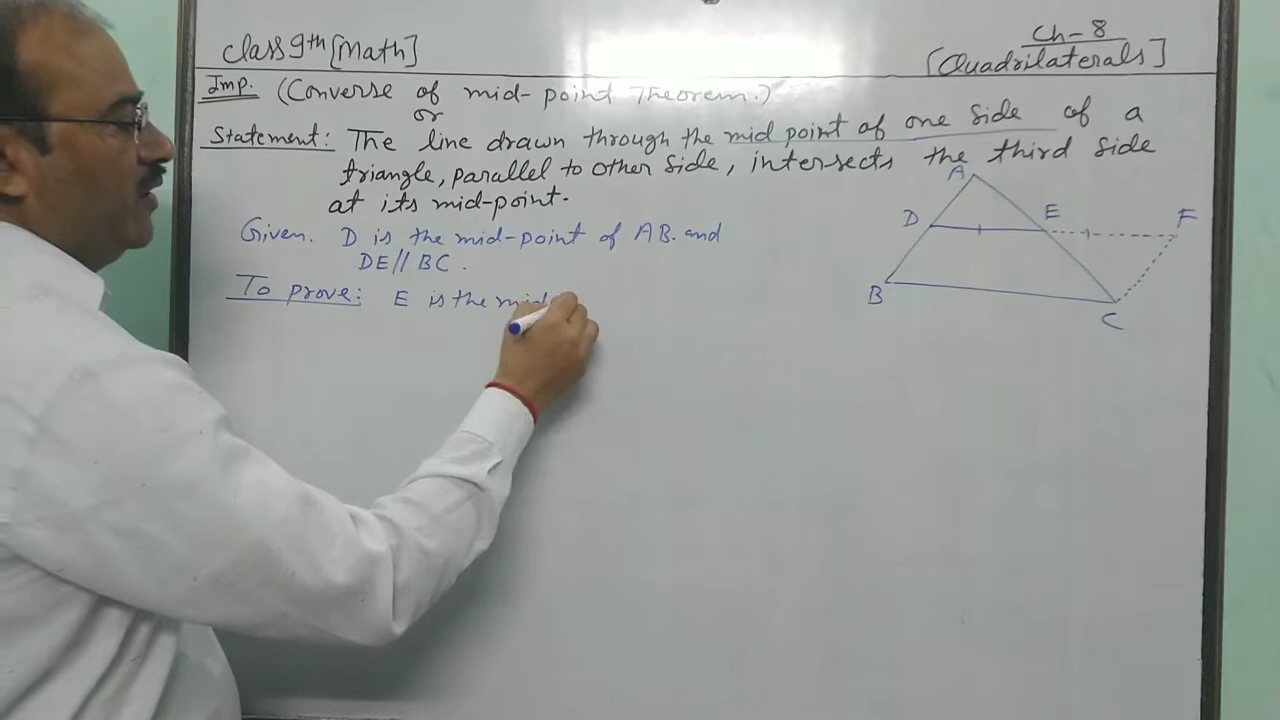 Class 9th [Math]
Ch-8
[Quadrilaterals]
Imp. (Converse of mid-point Theorem.)
or
Statement: The line drawn through the mid point of one side of a
triangle, parallel to other side, intersects the third side
at its mid-point.
Given. D is the mid-point of AB. and
DE//BC.
To prove: E is the mid
A
D
E
F
B
C